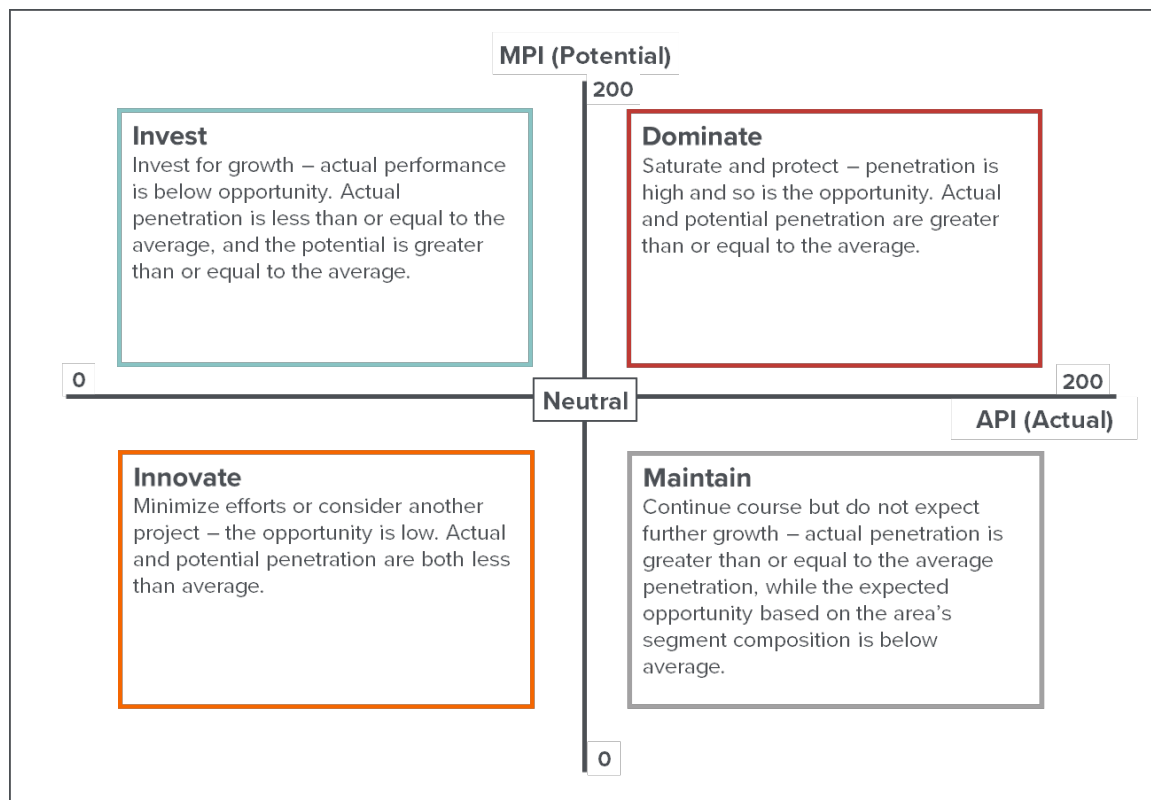 MPI (Potential)
200
Invest
Invest for growth – actual performance
is below opportunity. Actual
penetration is less than or equal to the
average, and the potential is greater
than or equal to the average.
Dominate
Saturate and protect – penetration is
high and so is the opportunity. Actual
and potential penetration are greater
than or equal to the average.
0
Neutral
200
API (Actual)
Innovate
Minimize efforts or consider another
project – the opportunity is low. Actual
and potential penetration are both less
than average.
Maintain
Continue course but do not expect
further growth – actual penetration is
greater than or equal to the average
penetration, while the expected
opportunity based on the area’s
segment composition is below
average.
0